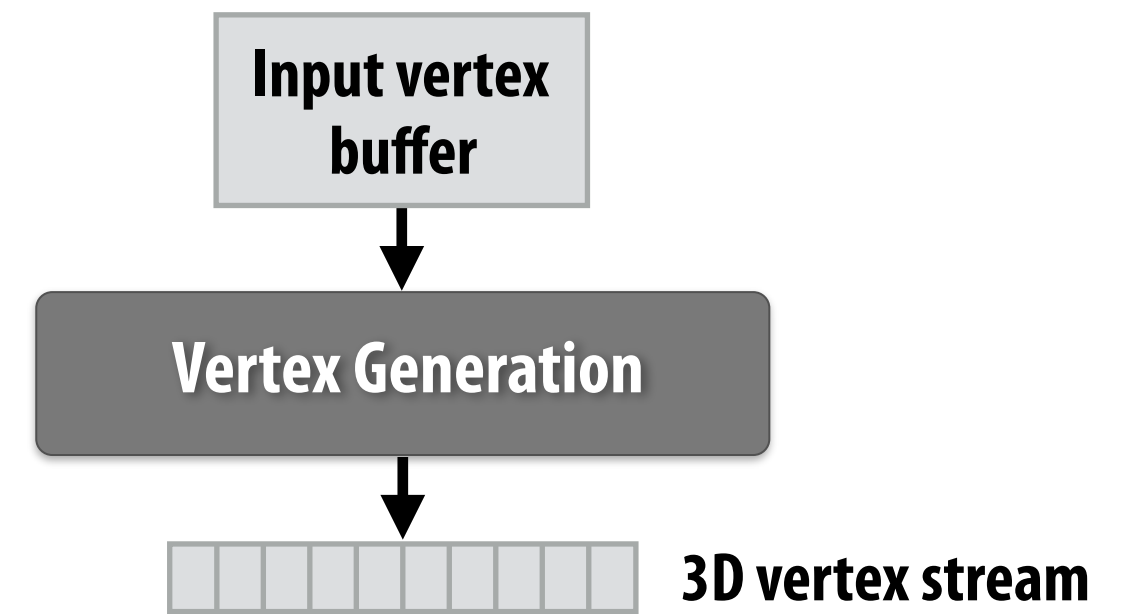 Input vertex
buffer
Vertex Generation
3D vertex stream